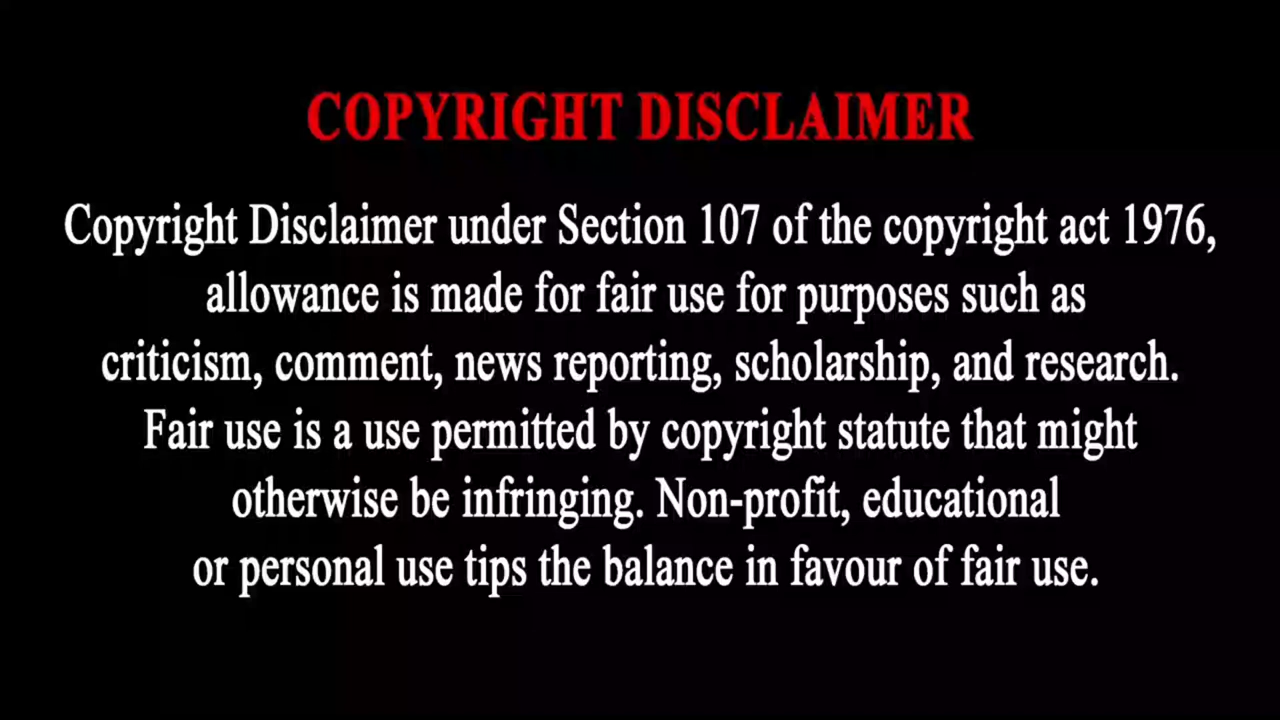 COPYRIGHT DISCLAIMER
Copyright Disclaimer under Section 107 of the copyright act 1976,
allowance is made for fair use for purposes such as
criticism, comment, news reporting, scholarship, and research.
Fair use is a use permitted by copyright statute that might
otherwise be infringing. Non-profit, educational
or personal use tips the balance in favour of fair use.